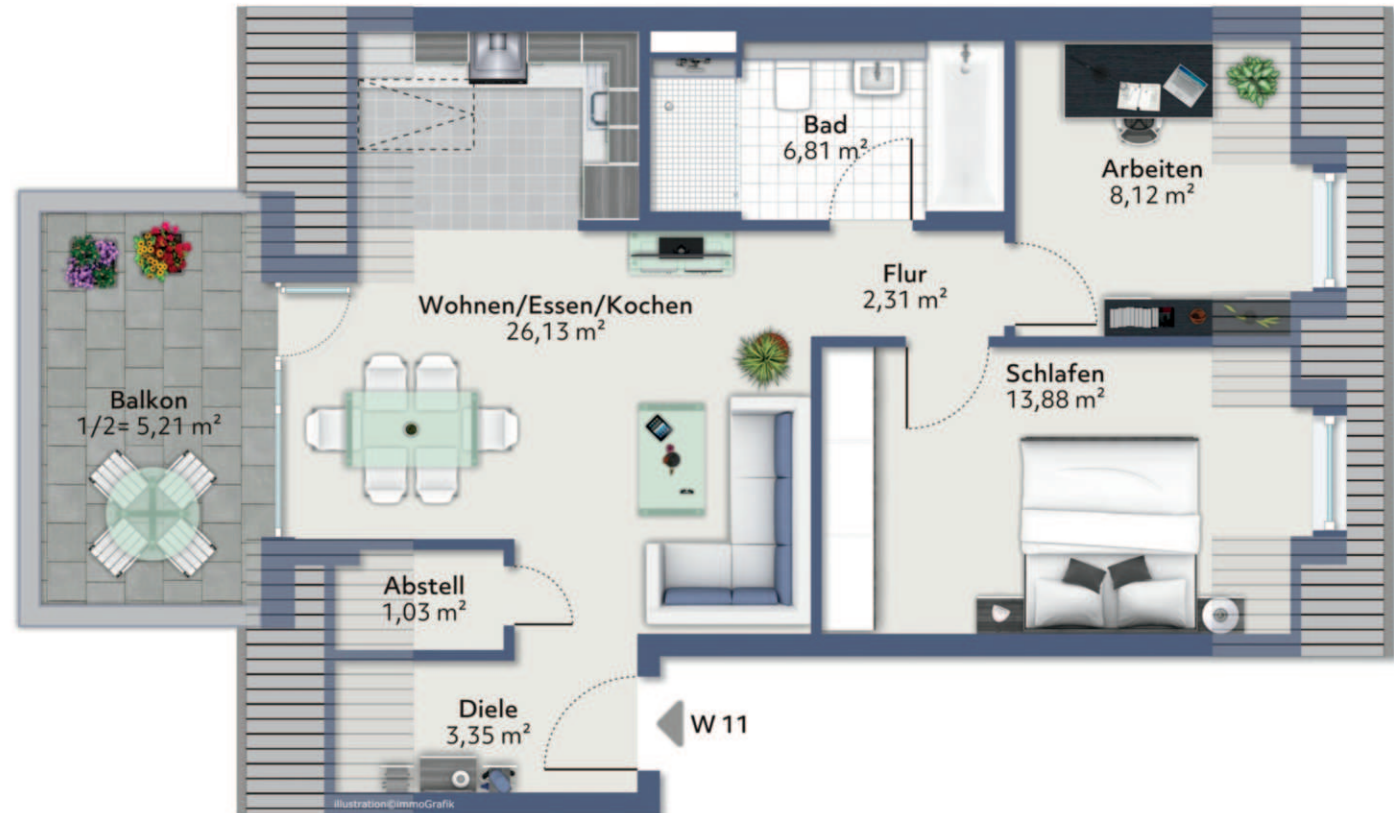 Bad
6,81 m²
Arbeiten
8,12 m²
Flur
2,31 m²
Wohnen/Essen/Kochen
26,13 m²
Schlafen
13,88 m²
Balkon
1/2= 5,21 m²
Abstell
1,03 m²
Diele
3,35 m²
W 11
illustration©immoGrafik